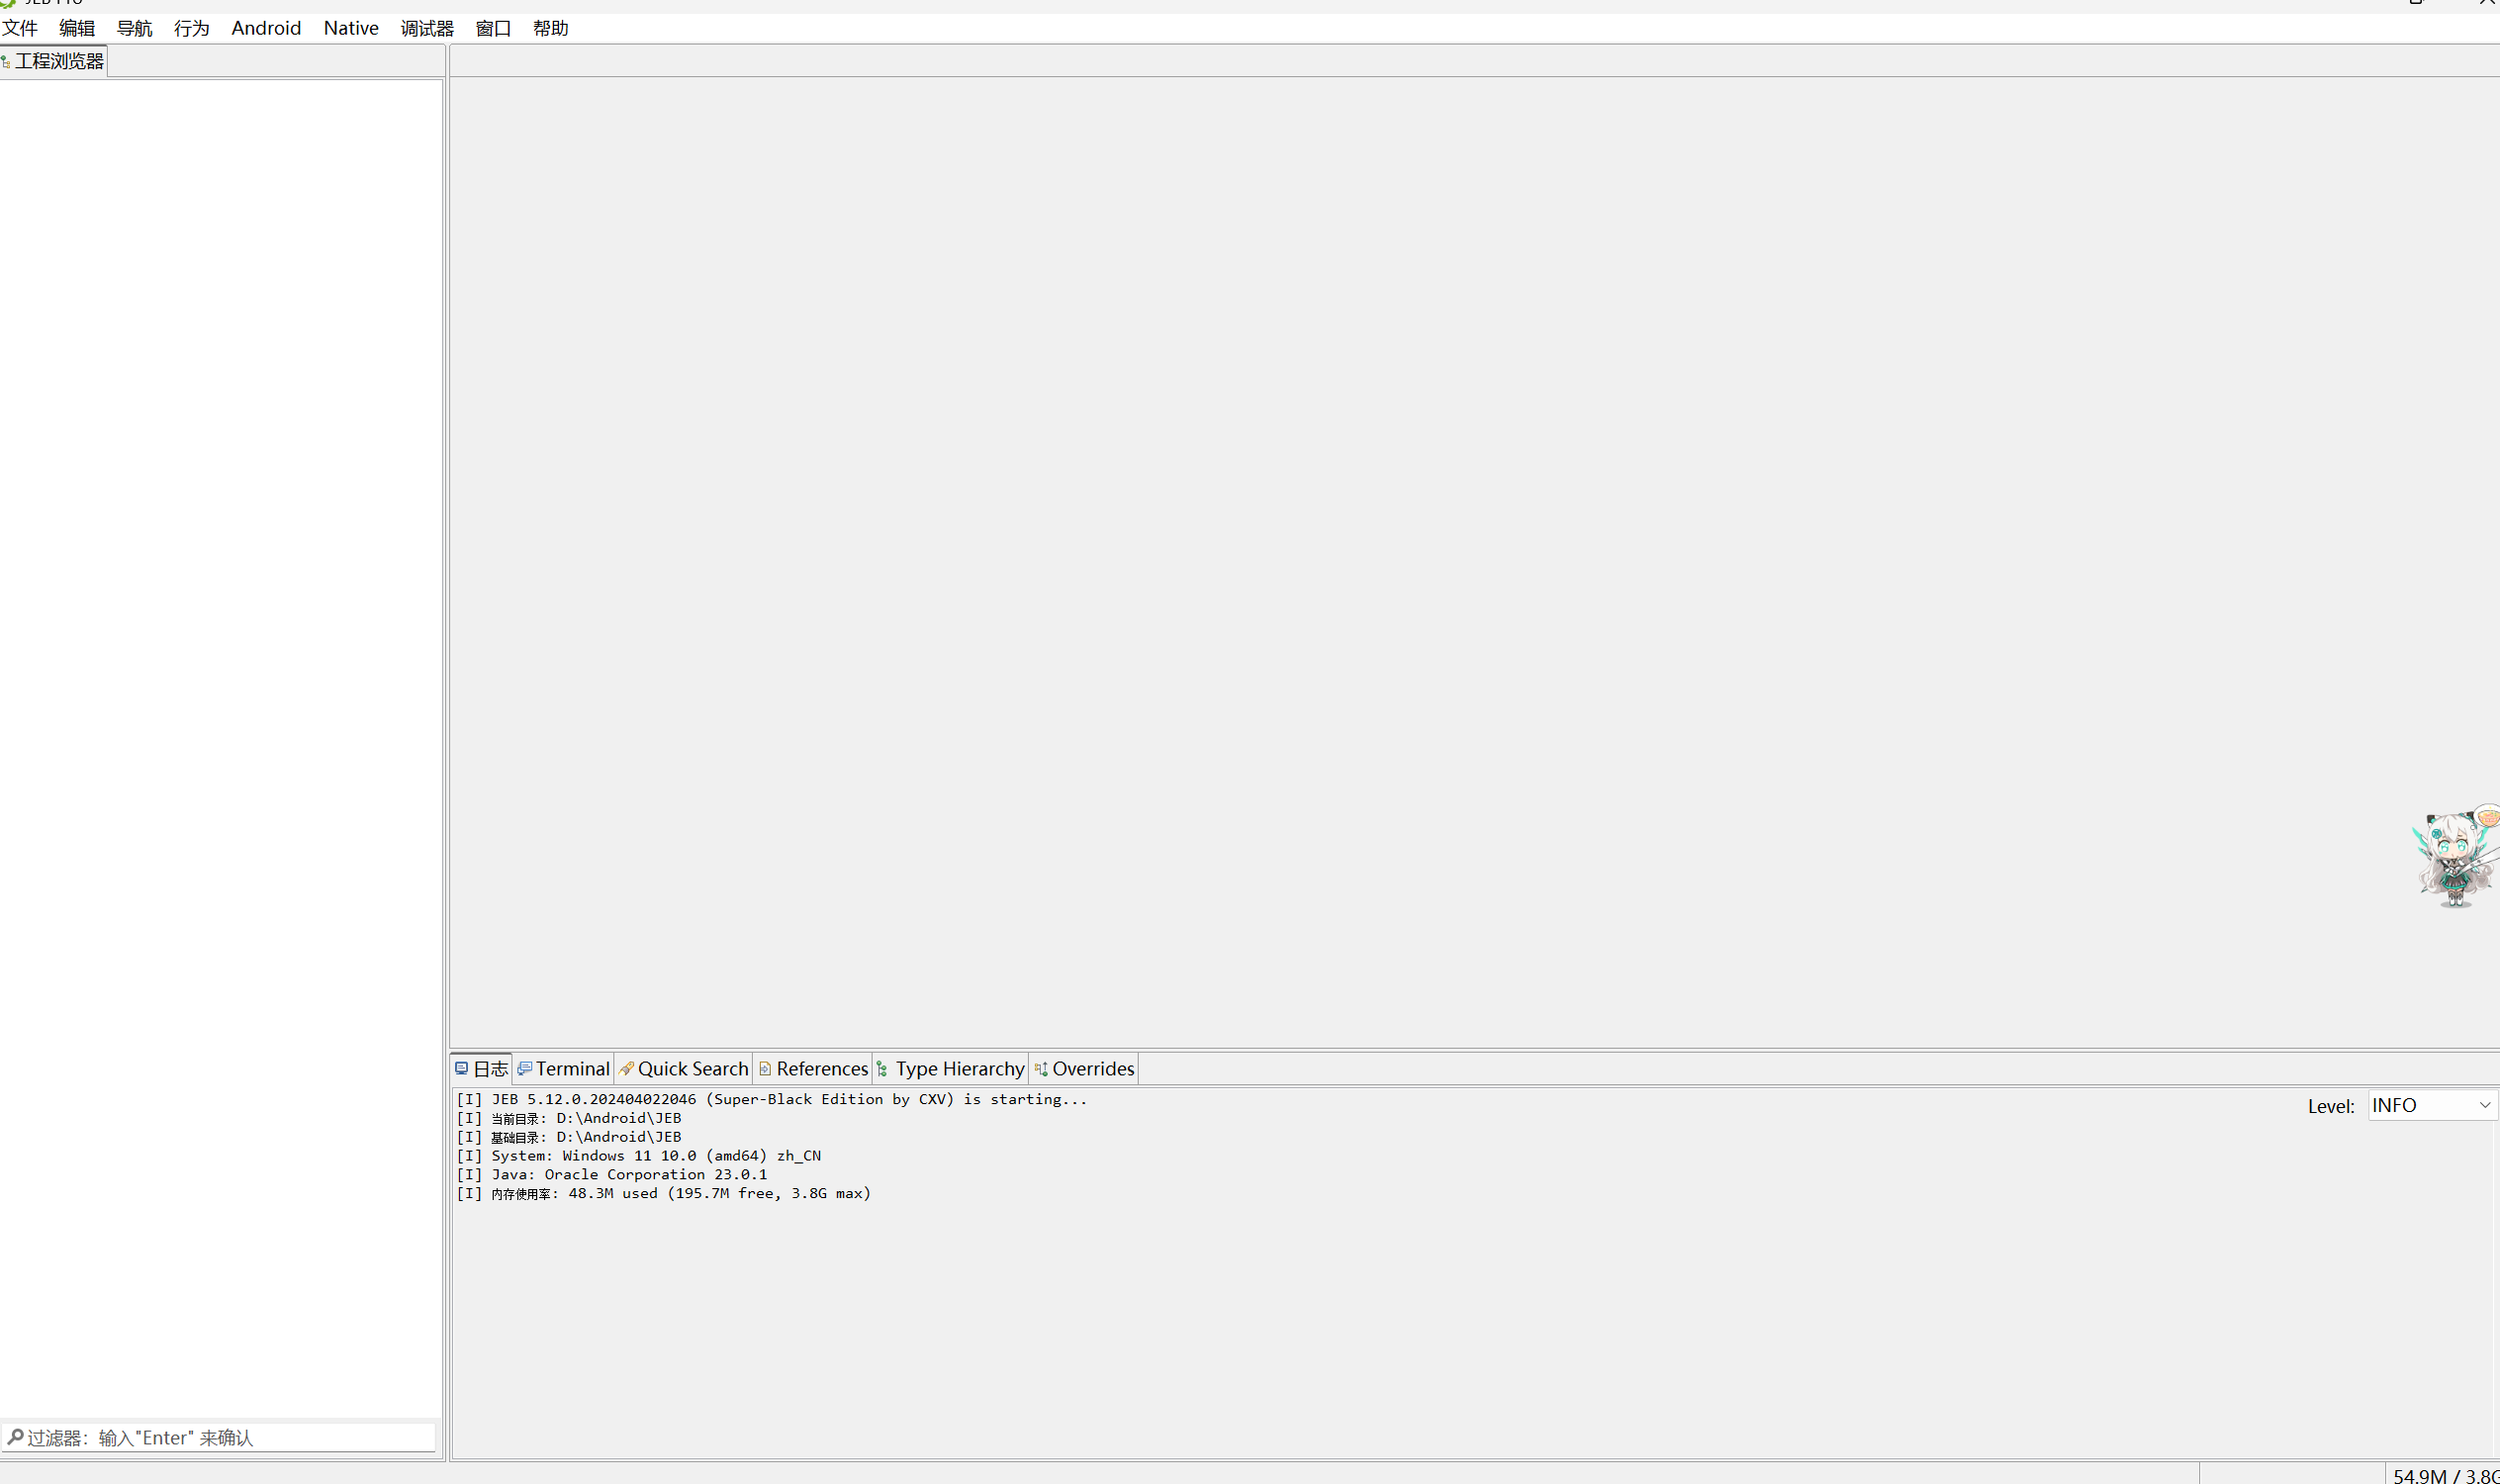 文件 编辑 导航 行为 Android Native 调试器 窗口 帮助
工程浏览器
日志 Terminal Quick Search References Type Hierarchy Overrides
[I] JEB 5.12.0.202404022046 (Super-Black Edition by CXV) is starting...
Level: INFO
[I] 当前目录: D:\Android\JEB
[I] 基础目录: D:\Android\JEB
[I] System: Windows 11 10.0 (amd64) zh_CN
[I] Java: Oracle Corporation 23.0.1
[I] 内存使用率: 48.3M used (195.7M free, 3.8G max)
过滤器：输入"Enter" 来确认
54.9M / 3.8G